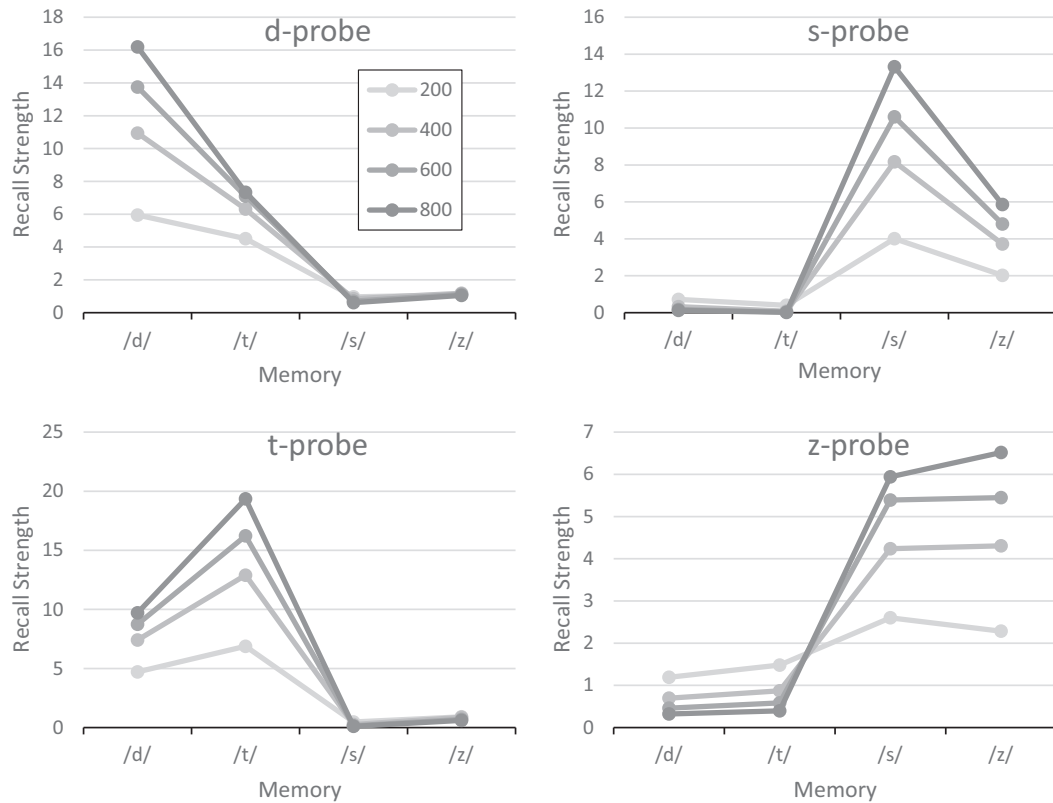 d-probe
18
16
14
12
10
8
6
4
2
0
Recall Strength
200
400
600
800
/d/ /t/ /s/ /z/
Memory
s-probe
16
14
12
10
8
6
4
2
0
Recall Strength
/d/ /t/ /s/ /z/
Memory
t-probe
25
20
15
10
5
0
Recall Strength
/d/ /t/ /s/ /z/
Memory
z-probe
7
6
5
4
3
2
1
0
Recall Strength
/d/ /t/ /s/ /z/
Memory